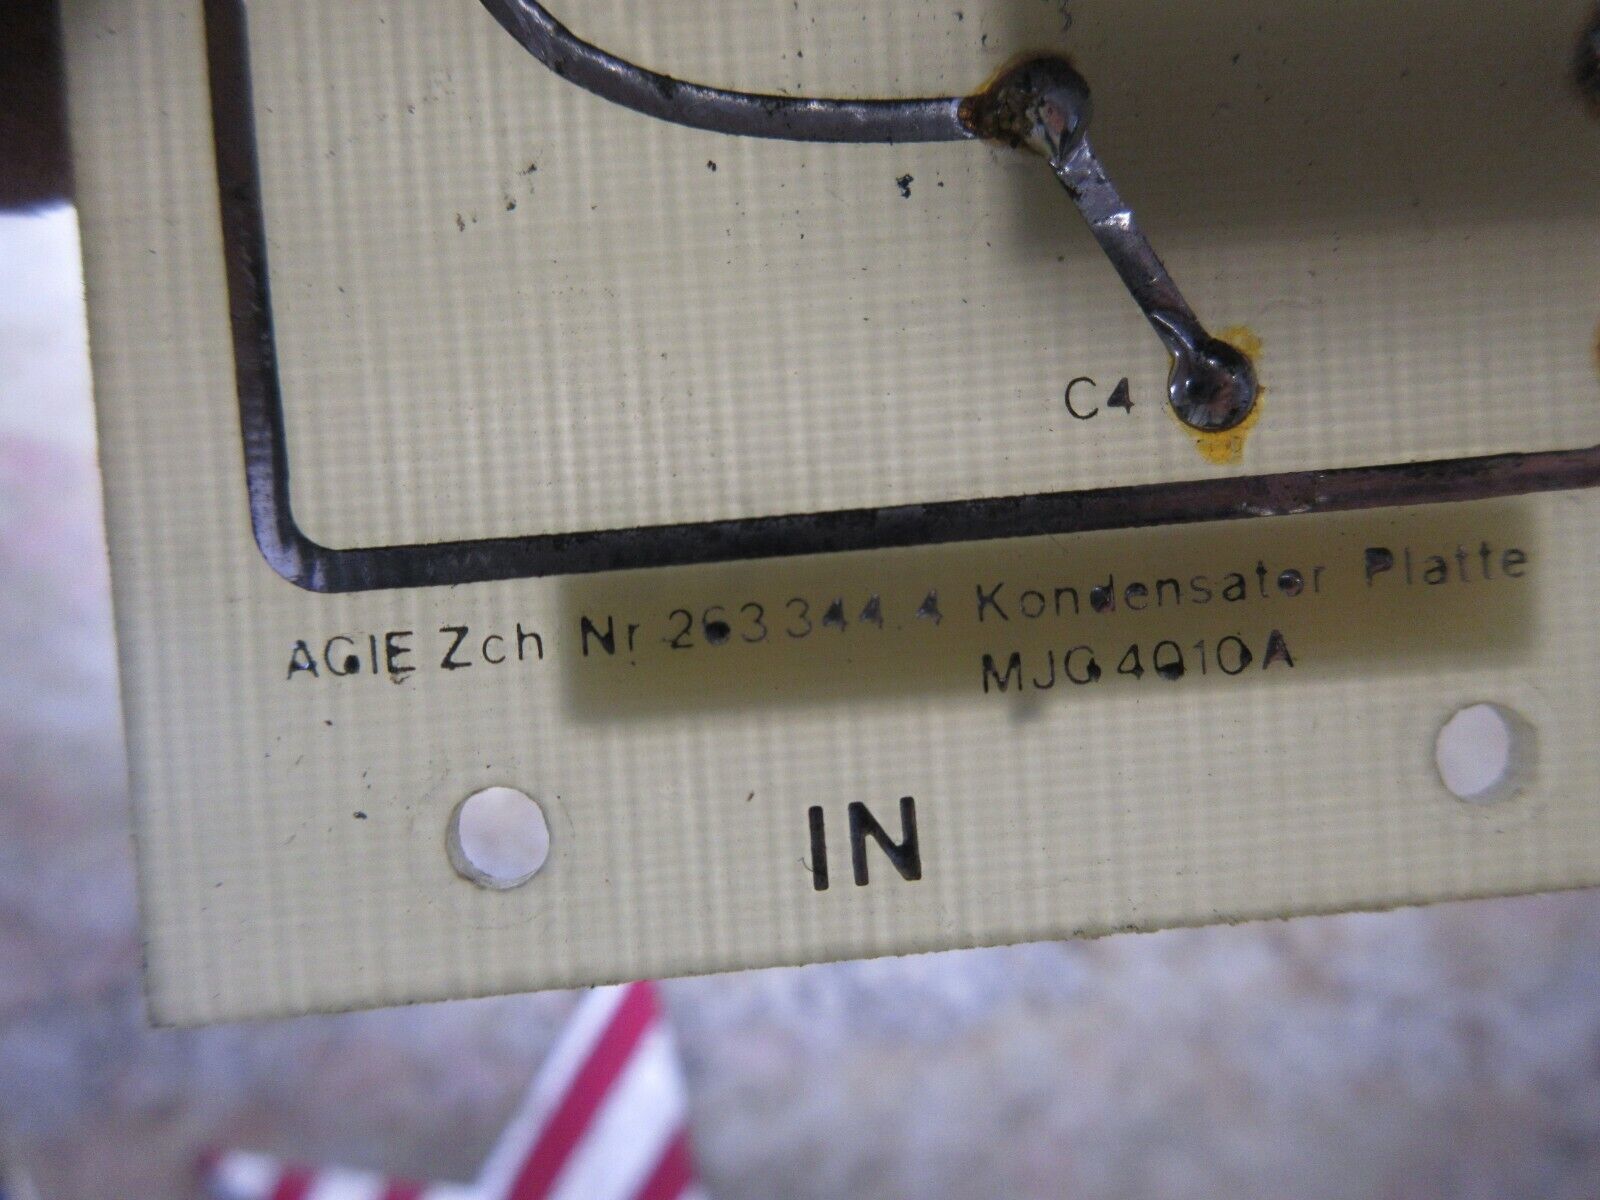 C4
AGIE Zch Nr 263 344.4 Kondensator Platte
MJG 4010A
IN